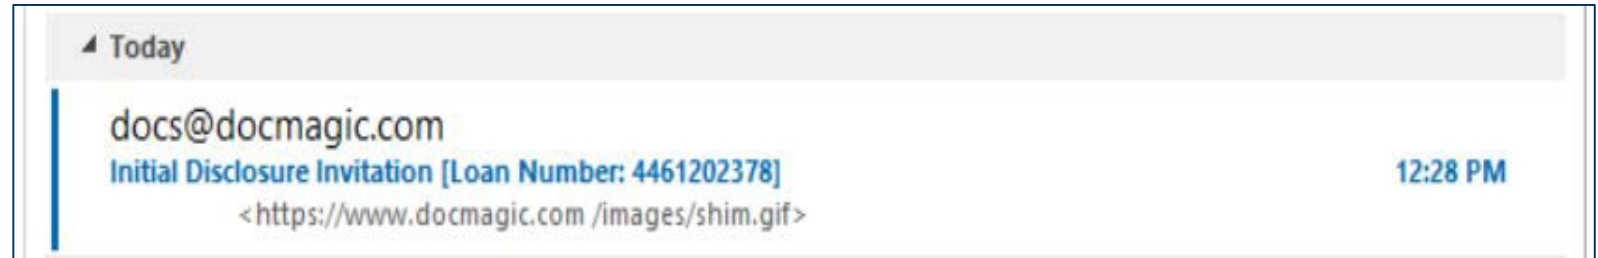 Today
docs@docmagic.com
Initial Disclosure Invitation [Loan Number: 4461202378] 12:28 PM
<https://www.docmagic.com /images/shim.gif>